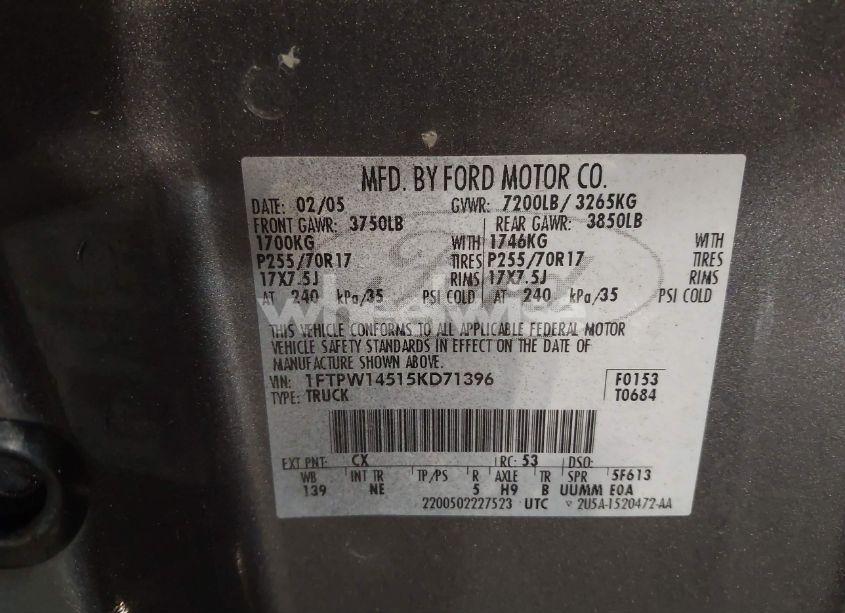 MFD. BY FORD MOTOR CO.
DATE: 02/05 GVWR: 7200LB/ 3265KG
FRONT GAWR: 3750LB REAR GAWR: 3850LB
1700KG WITH 1746KG WITH
P255/70R17 TIRES P255/70R17 TIRES
17X7.5J RIMS 17X7.5J RIMS
AT 240 kPa/35 PSI COLD AT 240 kPa/35 PSI COLD
wheelwise
THIS VEHICLE CONFORMS TO ALL APPLICABLE FEDERAL MOTOR
VEHICLE SAFETY STANDARDS IN EFFECT ON THE DATE OF
MANUFACTURE SHOWN ABOVE.
VIN: 1FTPW14515KD71396 F0153
TYPE: TRUCK T0684
EXT PNT: CX RC: 53 DSO:
WB INT TR TP/PS R AXLE TR SPR 5F613
139 NE 5 H9 B UUMM E0A
2200502227523 UTC 2U5A-1520472-AA